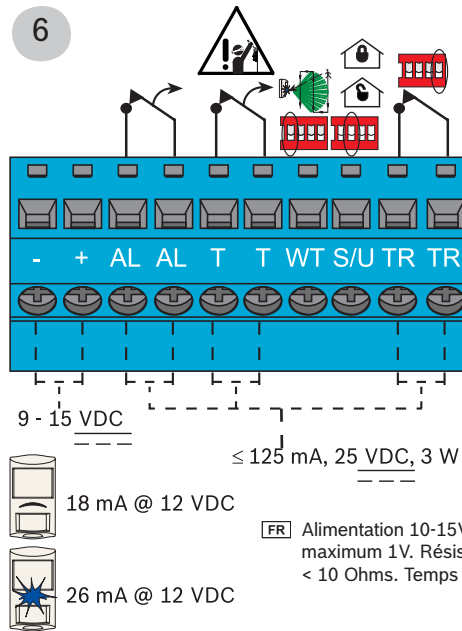 6
- + AL AL T T WT S/U TR TR
9 - 15 VDC
≤ 125 mA, 25 VDC, 3 W
18 mA @ 12 VDC
FR Alimentation 10-15V
maximum 1V. Résis
< 10 Ohms. Temps
26 mA @ 12 VDC